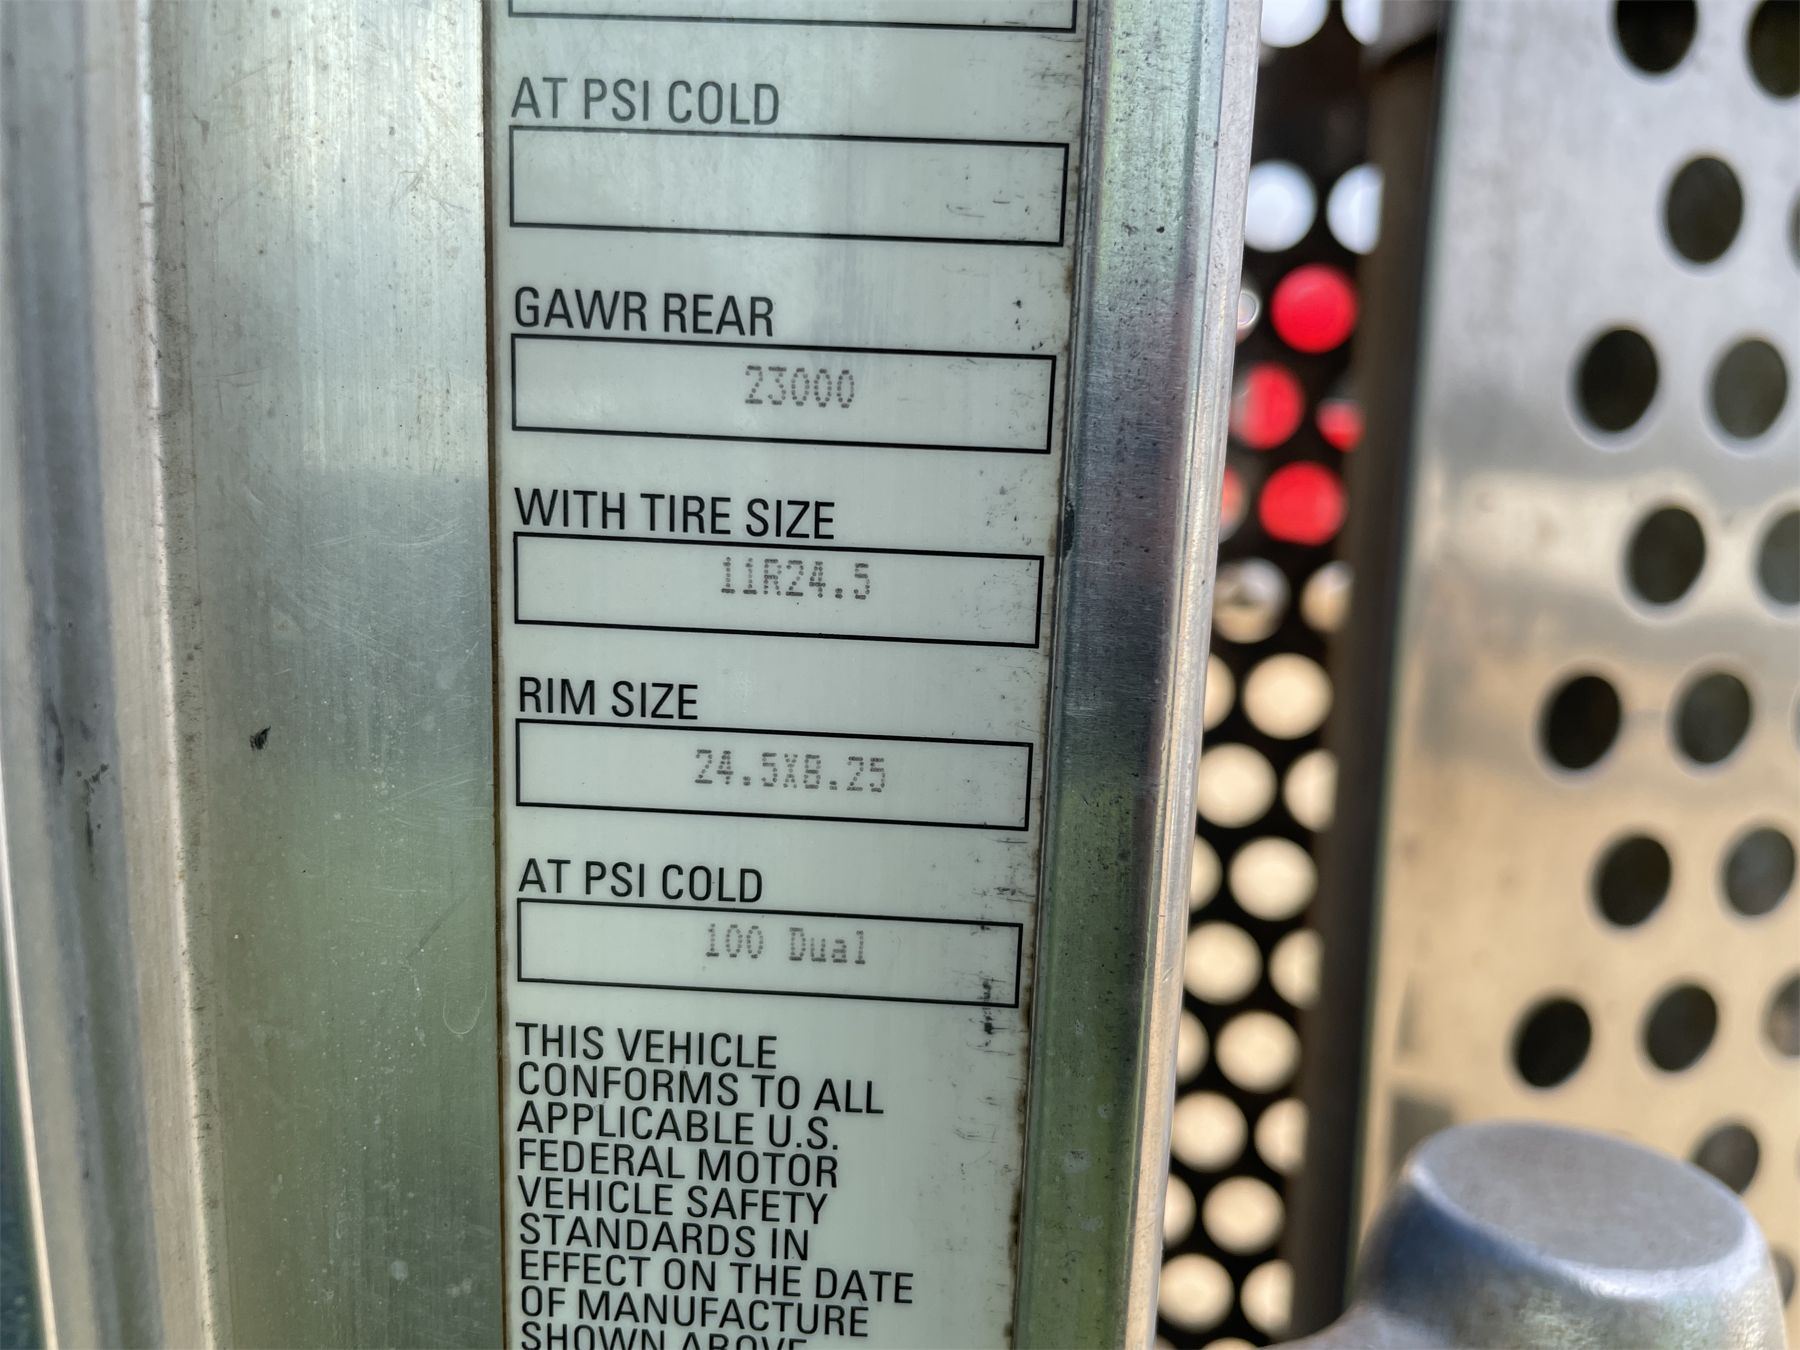 AT PSI COLD
GAWR REAR
23000
WITH TIRE SIZE
11R24.5
RIM SIZE
24.5X8.25
AT PSI COLD
100 Dual
THIS VEHICLE
CONFORMS TO ALL
APPLICABLE U.S.
FEDERAL MOTOR
VEHICLE SAFETY
STANDARDS IN
EFFECT ON THE DATE
OF MANUFACTURE
SHOWN ABOVE